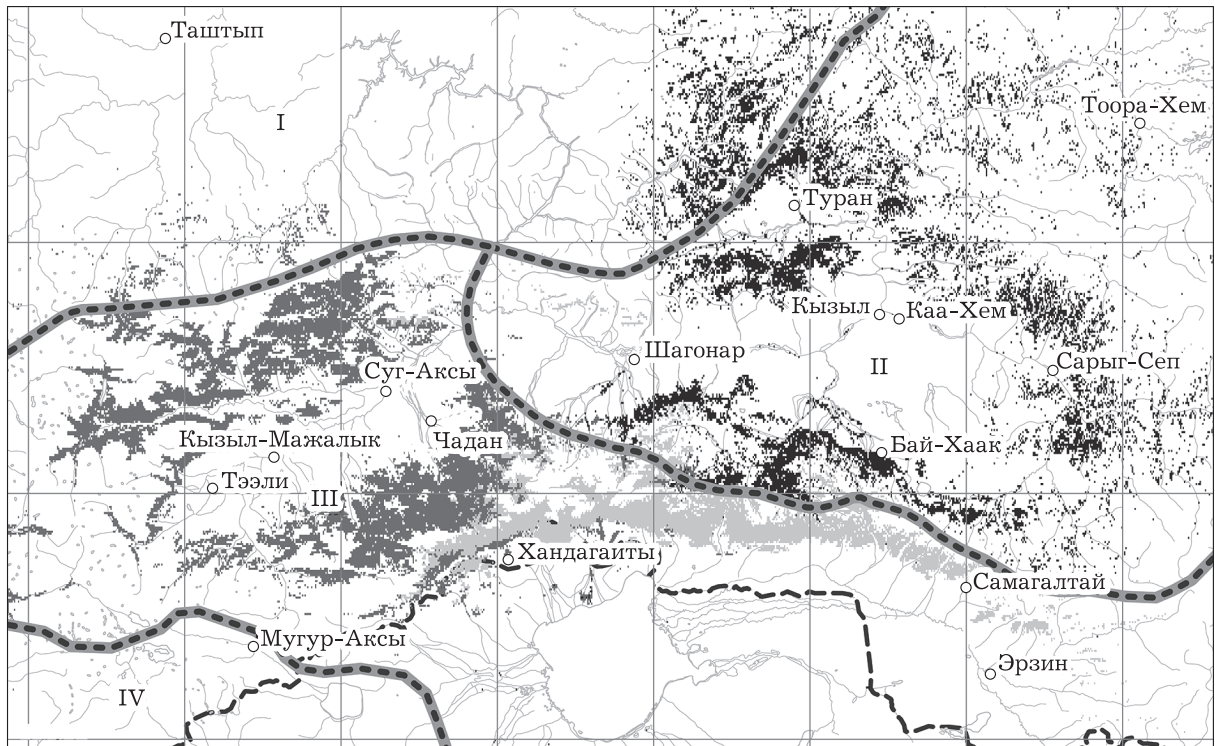 Таштып
I
Тоора-Хем
Туран
Кызыл
Каа-Хем
Шагонар
II
Сарыг-Сеп
Суг-Аксы
Кызыл-Мажалык
Чадан
Бай-Хаак
Тээли
III
Хандагаиты
Самагалтай
Мугур-Аксы
Эрзин
IV